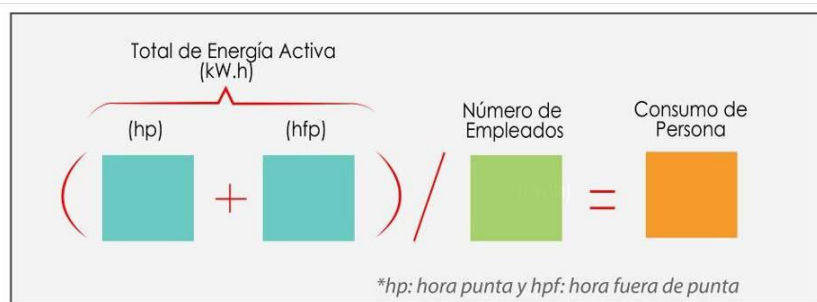 Total de Energía Activa
(kW.h)
(hp)
(hfp)
Número de
Empleados
Consumo de
Persona
( + ) / =
*hp: hora punta y hpf: hora fuera de punta